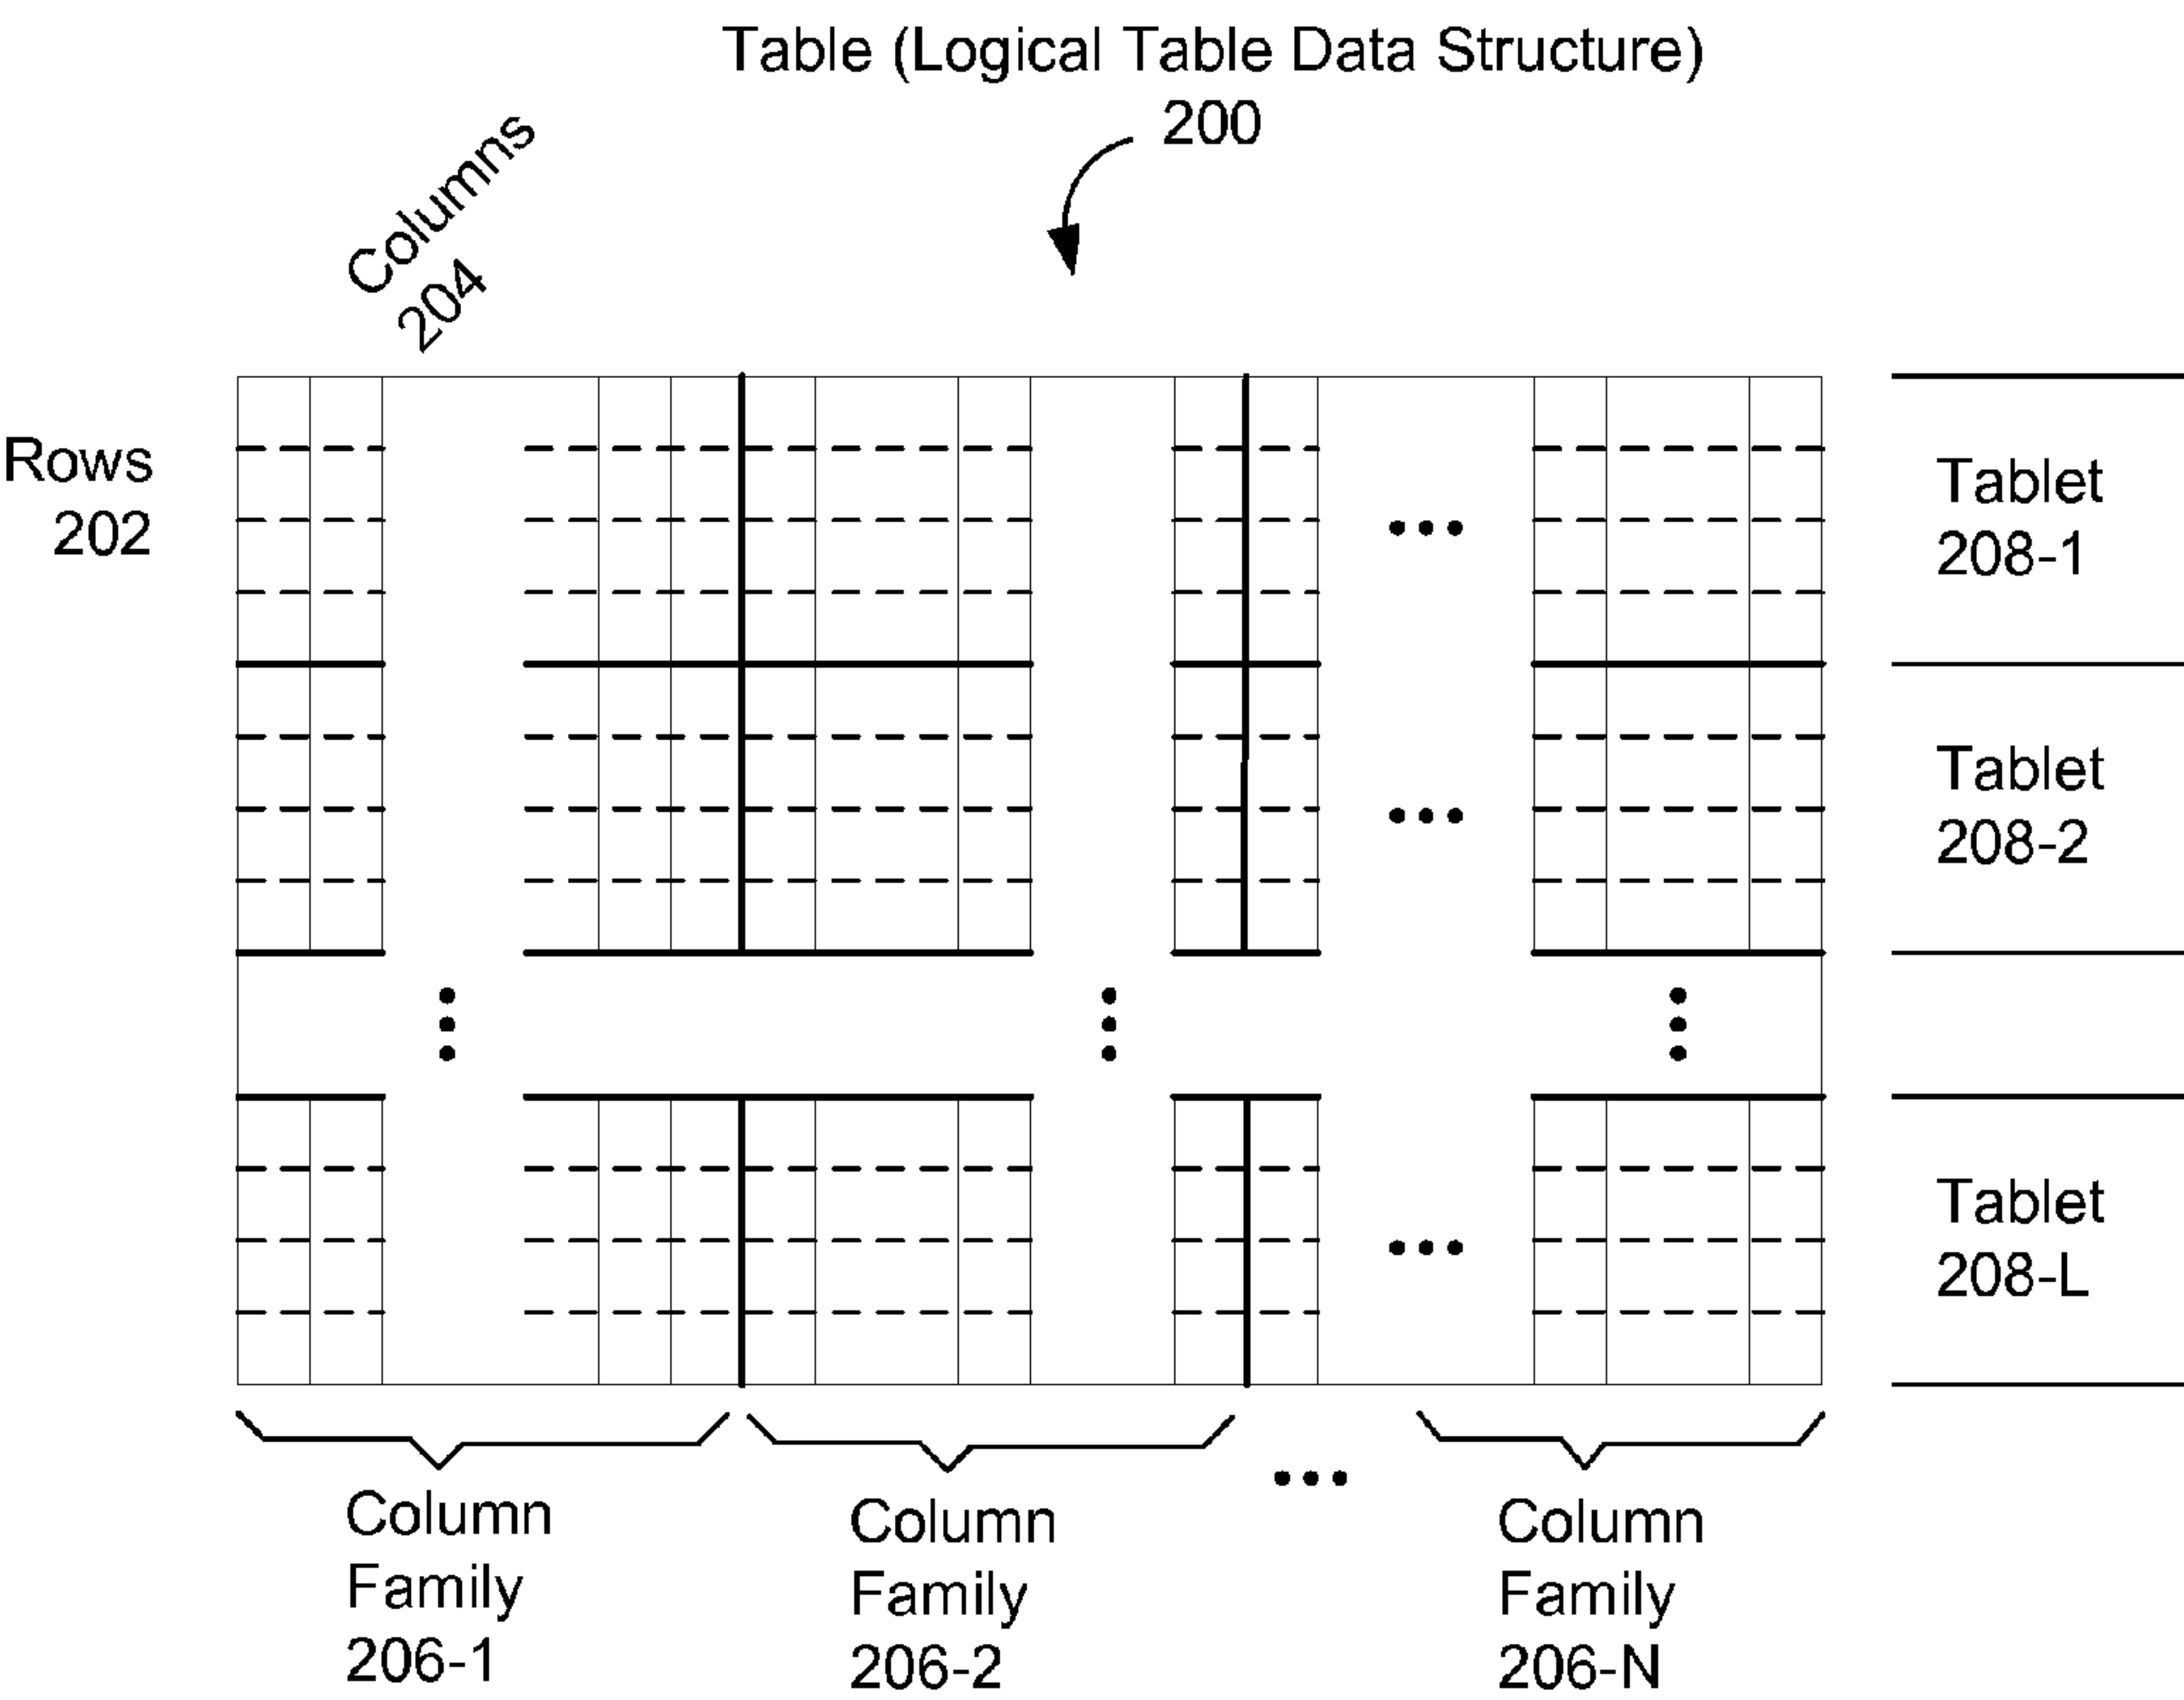 Table (Logical Table Data Structure)
200
Columns
204
Rows
202
Tablet
208-1
Tablet
208-2
Tablet
208-L
Column
Family
206-1
Column
Family
206-2
Column
Family
206-N